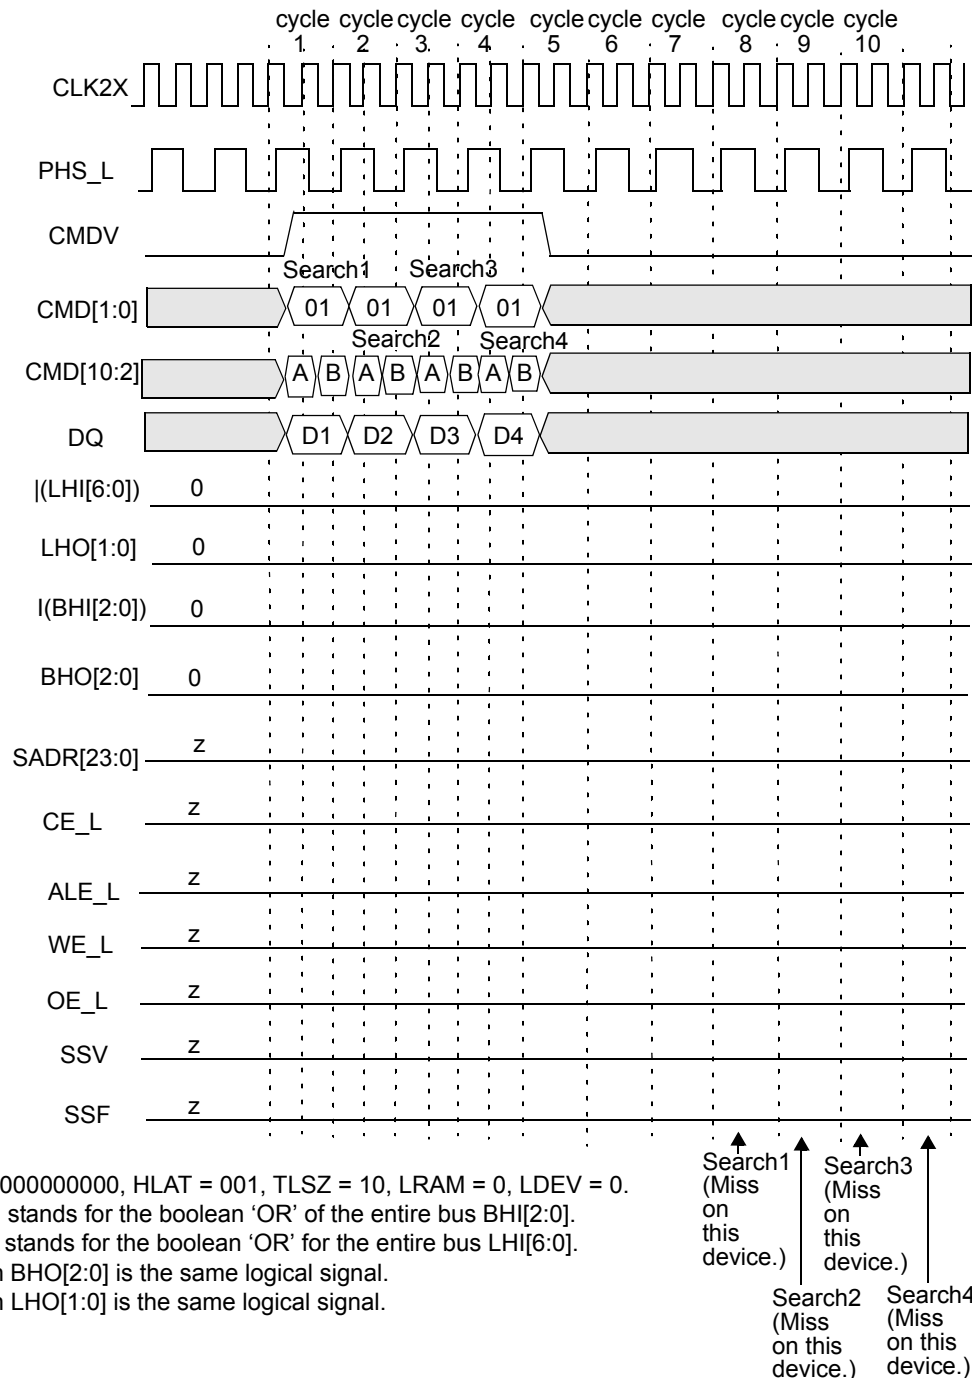 cycle cycle cycle cycle cycle cycle cycle cycle cycle cycle
1 2 3 4 5 6 7 8 9 10
CLK2X
PHS_L
CMDV
Search1 Search3
CMD[1:0] 01 01 01 01
Search2 Search4
CMD[10:2] A B A B A B A B
DQ D1 D2 D3 D4
|(LHI[6:0]) 0
LHO[1:0] 0
I(BHI[2:0]) 0
BHO[2:0] 0
SADR[23:0] z
CE_L z
ALE_L z
WE_L z
OE_L z
SSV z
SSF z
Search1
(Miss
on
this
device.)
Search3
(Miss
on
this
device.)
Search2
(Miss
on this
device.)
Search4
(Miss
on this
device.)
000000000, HLAT = 001, TLSZ = 10, LRAM = 0, LDEV = 0.
stands for the boolean ‘OR’ of the entire bus BHI[2:0].
stands for the boolean ‘OR’ for the entire bus LHI[6:0].
BHO[2:0] is the same logical signal.
LHO[1:0] is the same logical signal.